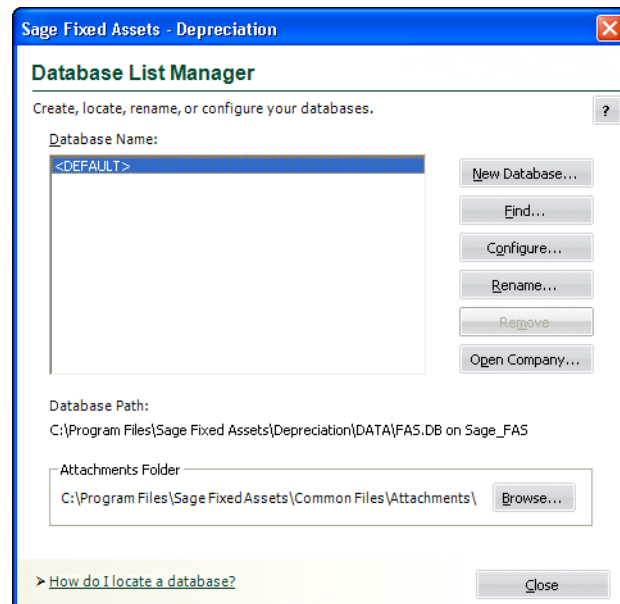 Sage Fixed Assets - Depreciation
Database List Manager
Create, locate, rename, or configure your databases.
?
Database Name:
<DEFAULT>
New Database...
Find...
Configure...
Rename...
Remove
Open Company...
Database Path:
C:\Program Files\Sage Fixed Assets\Depreciation\DATA\FAS.DB on Sage_FAS
Attachments Folder
C:\Program Files\Sage Fixed Assets\Common Files\Attachments\
Browse...
➢ How do I locate a database?
Close